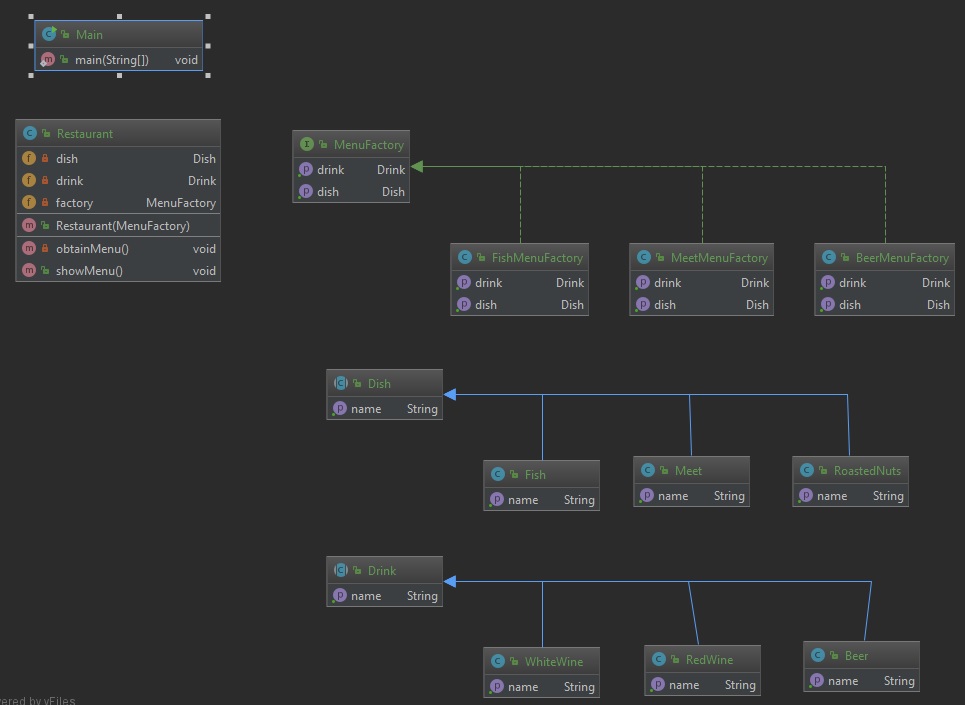 Main
main(String[]) void
Restaurant
dish Dish
drink Drink
factory MenuFactory
Restaurant(MenuFactory)
obtainMenu() void
showMenu() void
MenuFactory
drink Drink
dish Dish
FishMenuFactory
drink Drink
dish Dish
MeetMenuFactory
drink Drink
dish Dish
BeerMenuFactory
drink Drink
dish Dish
Dish
name String
Fish
name String
Meet
name String
RoastedNuts
name String
Drink
name String
WhiteWine
name String
RedWine
name String
Beer
name String
ered by yFiles